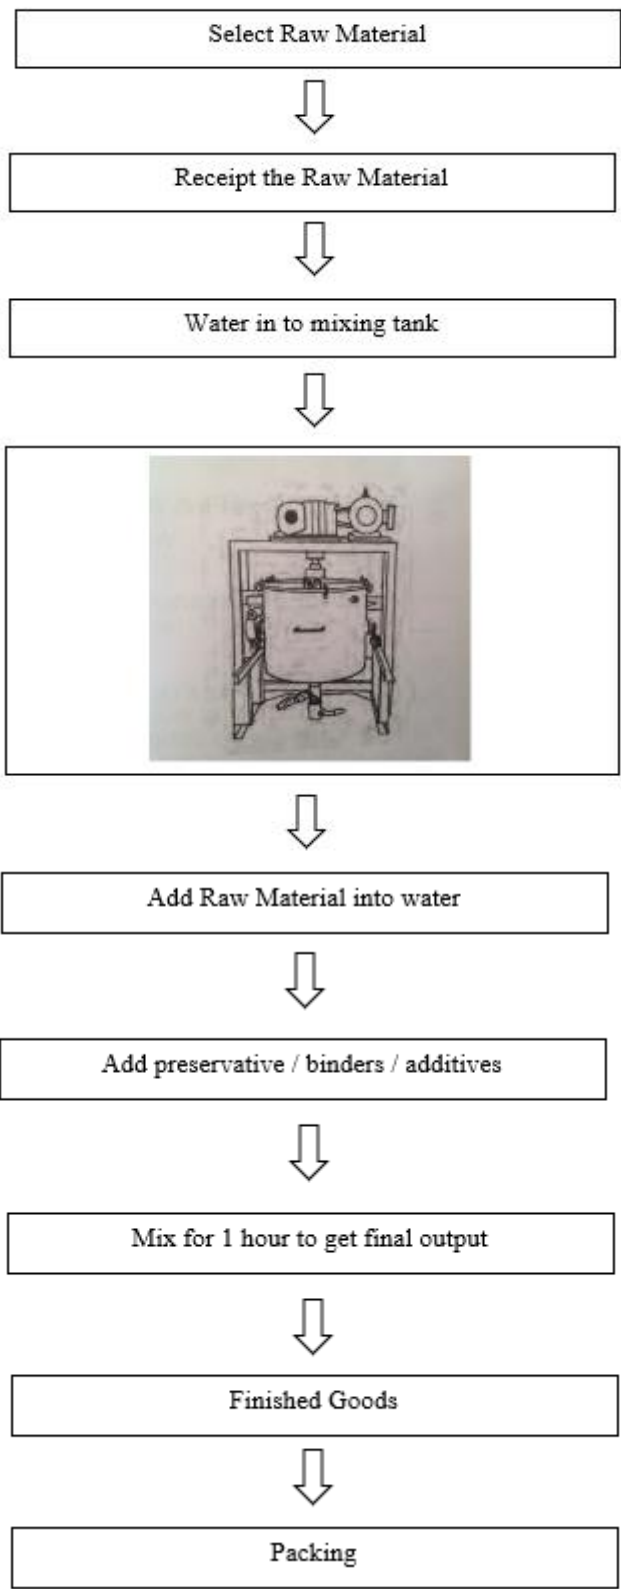 Select Raw Material
Receipt the Raw Material
Water in to mixing tank
Add Raw Material into water
Add preservative / binders / additives
Mix for 1 hour to get final output
Finished Goods
Packing